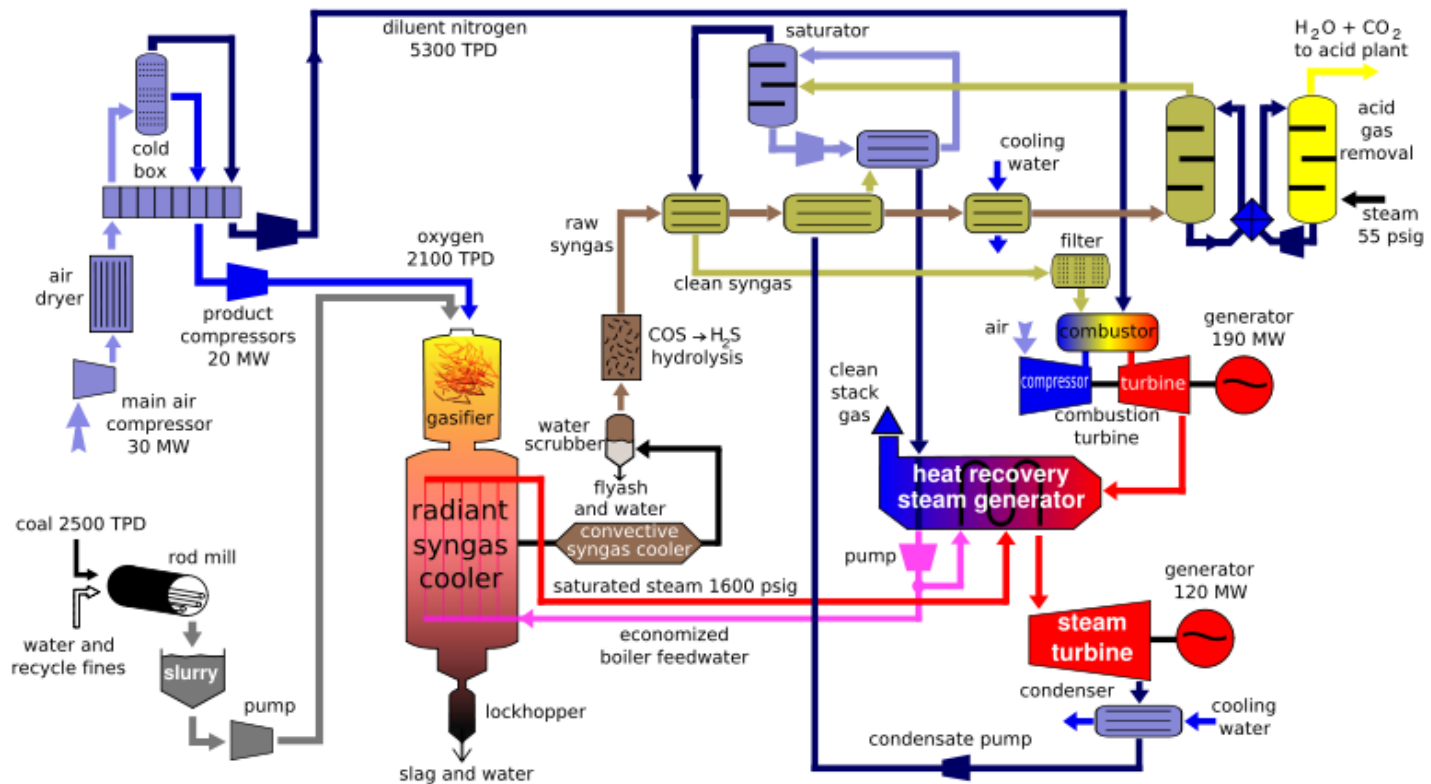 diluent nitrogen
5300 TPD
saturator
H₂O + CO₂
to acid plant
cold
box
cooling
water
acid
gas
removal
steam
55 psig
raw
syngas
oxygen
2100 TPD
filter
air
dryer
clean syngas
product
compressors
20 MW
COS → H₂S
hydrolysis
air
combustor
generator
190 MW
compressor
turbine
clean
stack
gas
combustion
turbine
main air
compressor
30 MW
gasifier
water
scrubber
flyash
and water
heat recovery
steam generator
radiant
syngas
cooler
convective
syngas cooler
coal 2500 TPD
rod mill
pump
saturated steam 1600 psig
generator
120 MW
water and
recycle fines
economized
boiler feedwater
steam
turbine
slurry
pump
lockhopper
condenser
cooling
water
condensate pump
slag and water